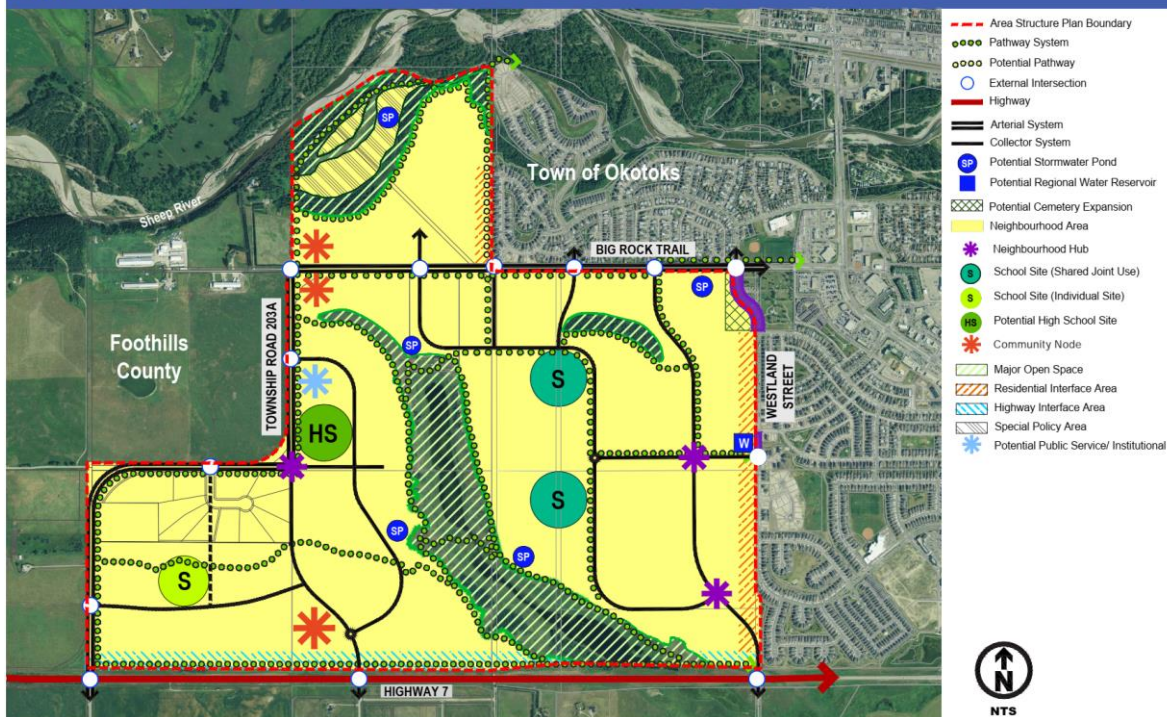 SP
Sheep River
Town of Okotoks
BIG ROCK TRAIL
SP
Foothills
County
TOWNSHIP ROAD 203A
SP
WESTLAND
STREET
S
HS
W
S
SP
SP
S
HIGHWAY 7
Area Structure Plan Boundary
Pathway System
Potential Pathway
External Intersection
Highway
Arterial System
Collector System
SP Potential Stormwater Pond
Potential Regional Water Reservoir
Potential Cemetery Expansion
Neighbourhood Area
Neighbourhood Hub
S School Site (Shared Joint Use)
S School Site (Individual Site)
HS Potential High School Site
Community Node
Major Open Space
Residential Interface Area
Highway Interface Area
Special Policy Area
Potential Public Service/ Institutional
N
NTS